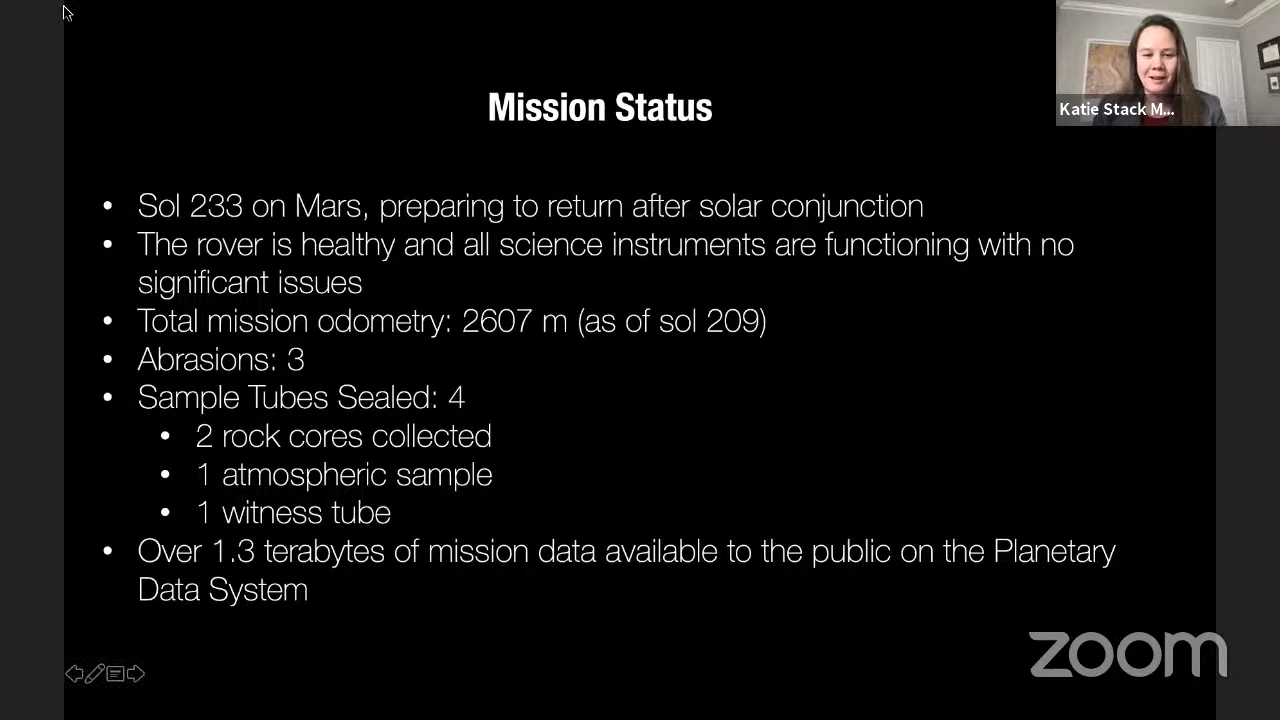 Katie Stack M...
Mission Status
• Sol 233 on Mars, preparing to return after solar conjunction
• The rover is healthy and all science instruments are functioning with no
significant issues
• Total mission odometry: 2607 m (as of sol 209)
• Abrasions: 3
• Sample Tubes Sealed: 4
• 2 rock cores collected
• 1 atmospheric sample
• 1 witness tube
• Over 1.3 terabytes of mission data available to the public on the Planetary
Data System
zoom